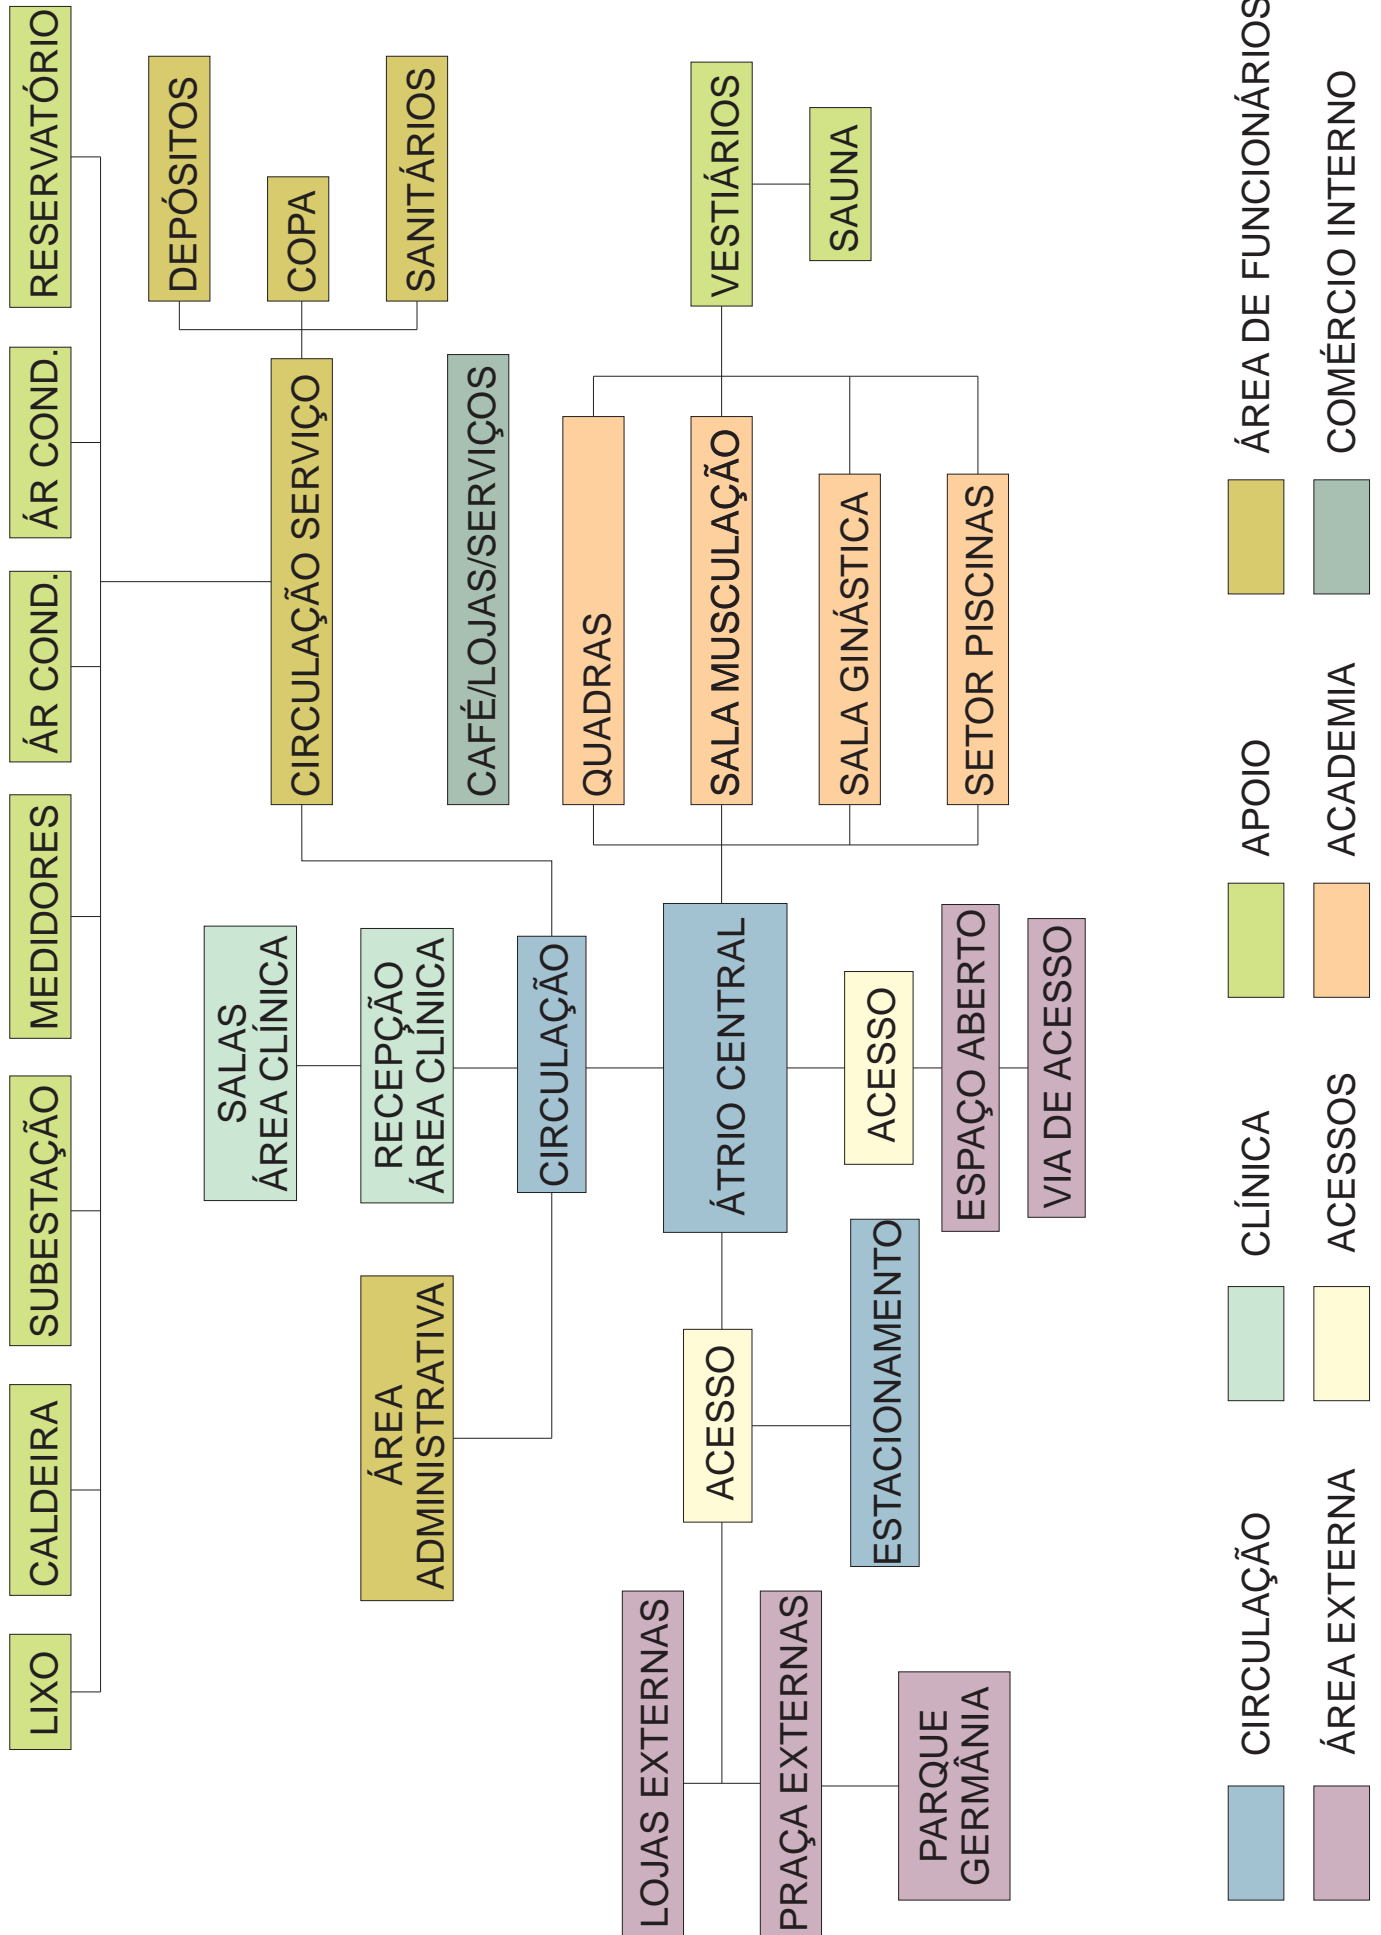 LIXO
CALDEIRA
SUBESTAÇÃO
MEDIDORES
ÁR COND.
ÁR COND.
RESERVATÓRIO
DEPÓSITOS
COPA
SANITÁRIOS
CIRCULAÇÃO SERVIÇO
SALAS
ÁREA CLÍNICA
RECEPÇÃO
ÁREA CLÍNICA
ÁREA
ADMINISTRATIVA
CIRCULAÇÃO
CAFÉ/LOJAS/SERVIÇOS
QUADRAS
SALA MUSCULAÇÃO
SALA GINÁSTICA
SETOR PISCINAS
VESTIÁRIOS
SAUNA
ÁTRIO CENTRAL
ACESSO
ESTACIONAMENTO
ACESSO
ESPAÇO ABERTO
VIA DE ACESSO
LOJAS EXTERNAS
PRAÇA EXTERNAS
PARQUE
GERMÂNIA
CIRCULAÇÃO
CLÍNICA
APOIO
ÁREA DE FUNCIONÁRIOS
ÁREA EXTERNA
ACESSOS
ACADEMIA
COMÉRCIO INTERNO